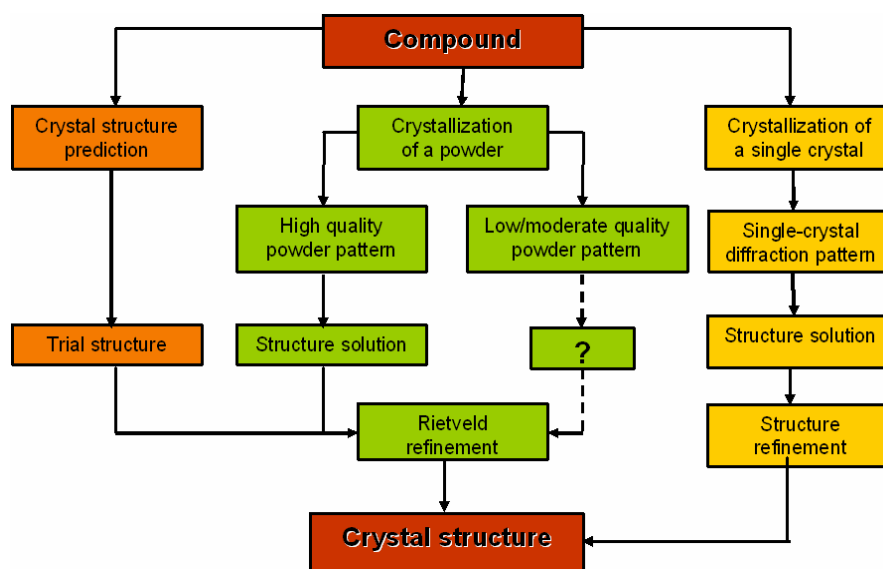 Compound
Crystal structure
prediction
Crystallization
of a powder
Crystallization of
a single crystal
High quality
powder pattern
Low/moderate quality
powder pattern
Single-crystal
diffraction pattern
Trial structure
Structure solution
?
Structure solution
Rietveld
refinement
Structure
refinement
Crystal structure